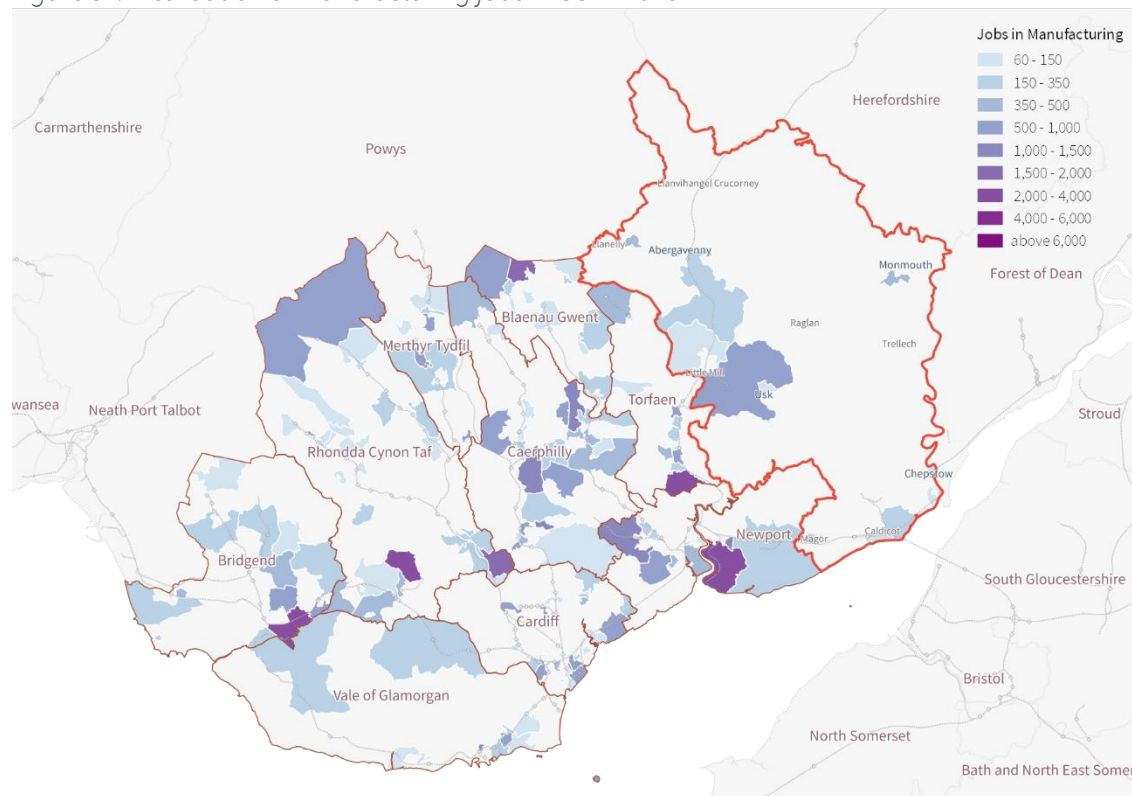 Jobs in Manufacturing
60 - 150
150 - 350
350 - 500
500 - 1,000
1,000 - 1,500
1,500 - 2,000
2,000 - 4,000
4,000 - 6,000
above 6,000
Herefordshire
Carmarthenshire
Powys
Llanvihangel Crucorney
Llanelly
Abergavenny
Monmouth
Forest of Dean
Blaenau Gwent
Raglan
Merthyr Tydfil
Trellech
Little Mill
Usk
Torfaen
wansea
Neath Port Talbot
Stroud
Rhondda Cynon Taf
Caerphilly
Chepstow
Caldicot
Newport
Magor
Bridgend
South Gloucestershire
Cardiff
Bristol
Vale of Glamorgan
North Somerset
Bath and North East Somer